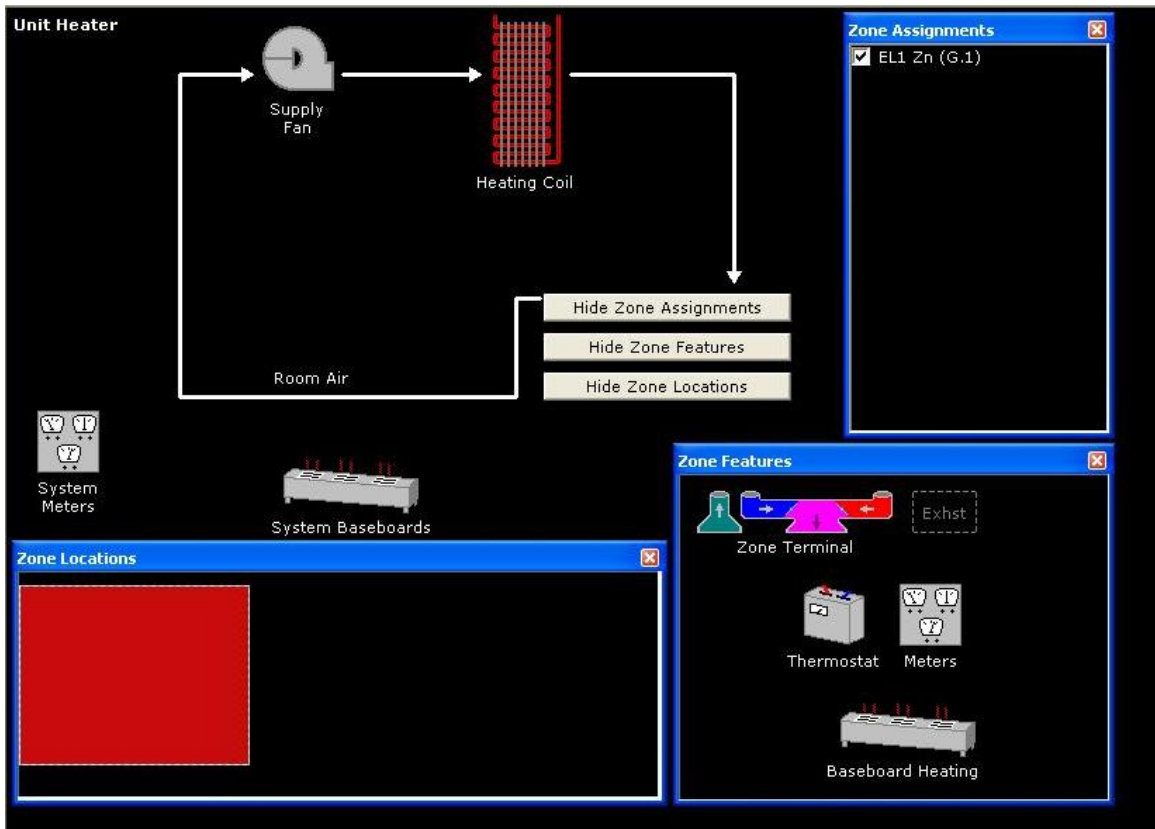 Unit Heater
Supply
Fan
Heating Coil
Zone Assignments
EL1 Zn (G.1)
Hide Zone Assignments
Hide Zone Features
Hide Zone Locations
Room Air
System
Meters
System Baseboards
Zone Features
Exhst
Zone Terminal
Thermostat
Meters
Baseboard Heating
Zone Locations